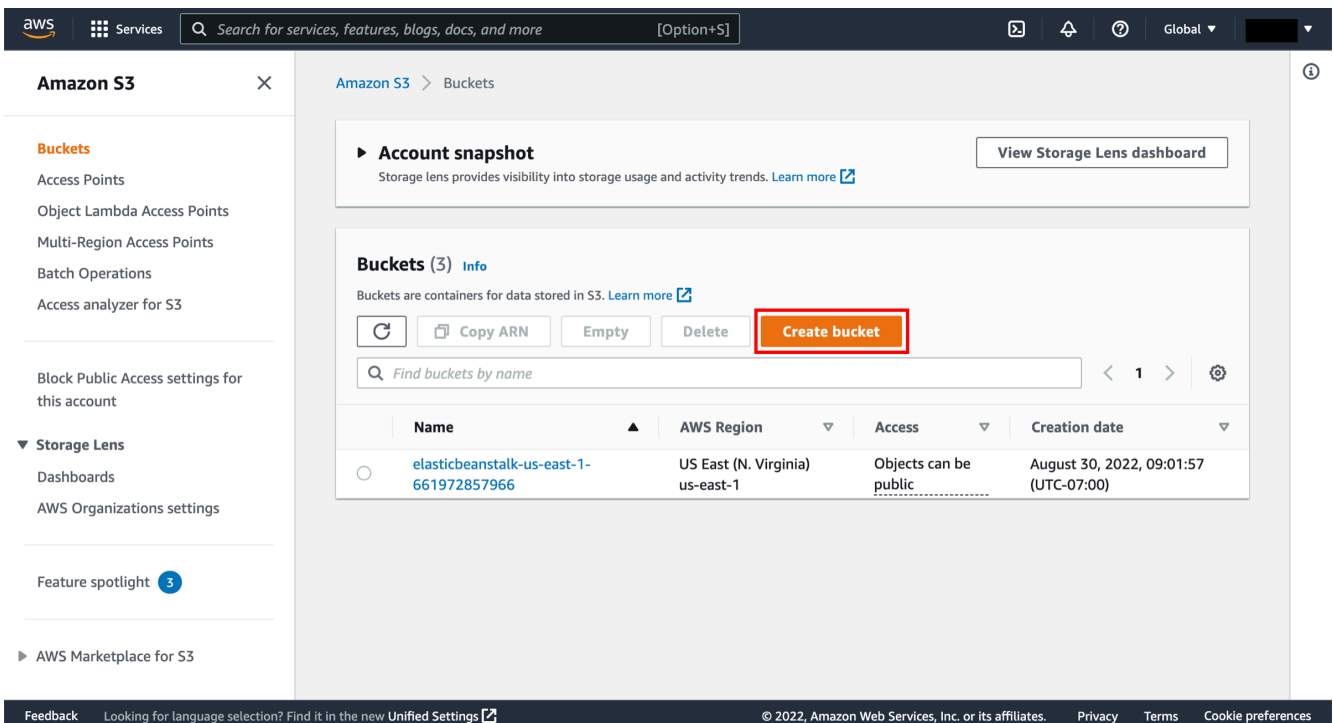 aws
Services
Search for services, features, blogs, docs, and more
[Option+S]
Global
Amazon S3
Buckets
Access Points
Object Lambda Access Points
Multi-Region Access Points
Batch Operations
Access analyzer for S3
Block Public Access settings for
this account
Storage Lens
Dashboards
AWS Organizations settings
Feature spotlight 3
AWS Marketplace for S3
Amazon S3 > Buckets
Account snapshot
View Storage Lens dashboard
Storage lens provides visibility into storage usage and activity trends. Learn more
Buckets (3) Info
Buckets are containers for data stored in S3. Learn more
Copy ARN
Empty
Delete
Create bucket
Find buckets by name
1
Name
AWS Region
Access
Creation date
elasticbeanstalk-us-east-1-
661972857966
US East (N. Virginia)
us-east-1
Objects can be
public
August 30, 2022, 09:01:57
(UTC-07:00)
Feedback
Looking for language selection? Find it in the new Unified Settings
© 2022, Amazon Web Services, Inc. or its affiliates.
Privacy
Terms
Cookie preferences